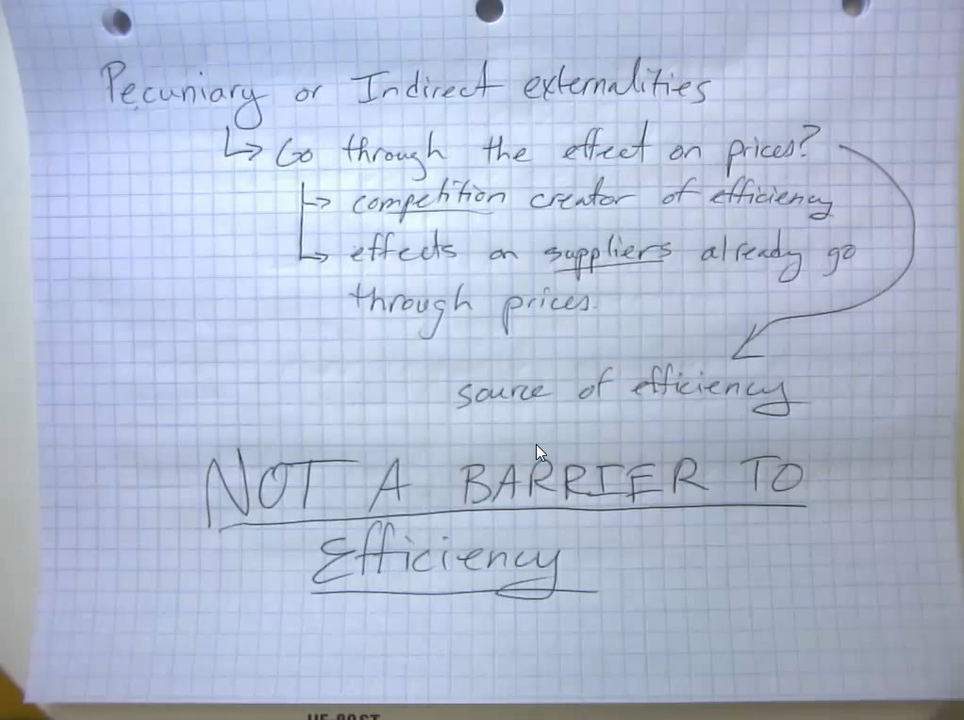 Pecuniary or Indirect externalities
↳ Go through the effect on prices?
↳ competition creator of efficiency
↳ effects on suppliers already go
through prices.
source of efficiency
NOT A BARRIER TO
Efficiency